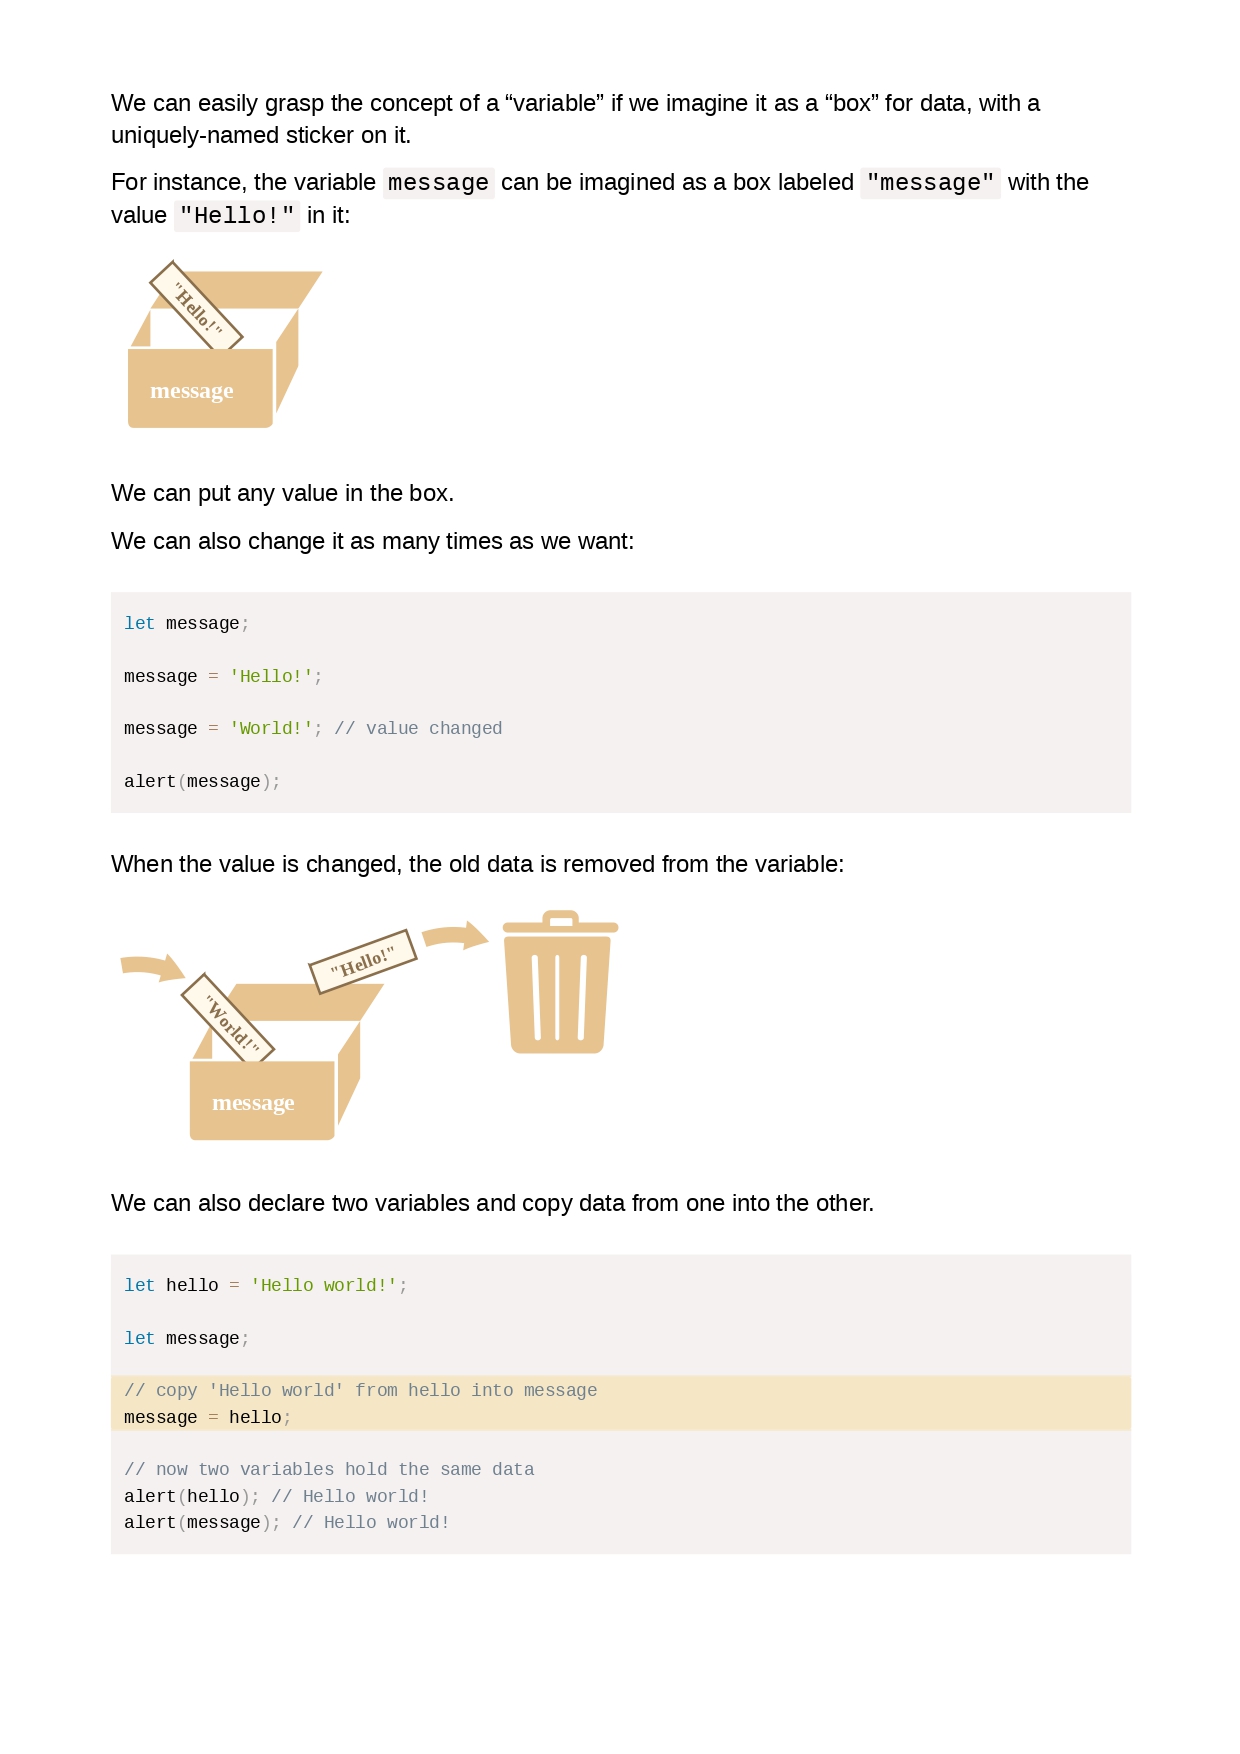 We can easily grasp the concept of a “variable” if we imagine it as a “box” for data, with a
uniquely-named sticker on it.
For instance, the variable message can be imagined as a box labeled "message" with the
value "Hello!" in it:
"Hello!"
message
We can put any value in the box.
We can also change it as many times as we want:
let message;
message = 'Hello!';
message = 'World!'; // value changed
alert(message);
When the value is changed, the old data is removed from the variable:
"Hello!"
"World!"
message
We can also declare two variables and copy data from one into the other.
let hello = 'Hello world!';
let message;
// copy 'Hello world' from hello into message
message = hello;
// now two variables hold the same data
alert(hello); // Hello world!
alert(message); // Hello world!